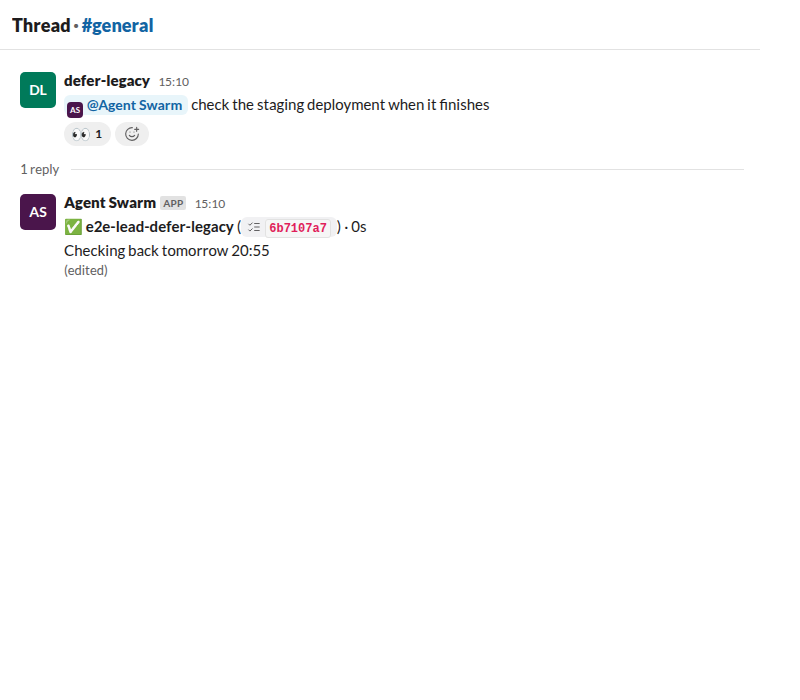 Thread • #general
DL
defer-legacy 15:10
AS @Agent Swarm check the staging deployment when it finishes
👀 1
1 reply
AS
Agent Swarm APP 15:10
✅ e2e-lead-defer-legacy ( 6b7107a7 ) · 0s
Checking back tomorrow 20:55
(edited)